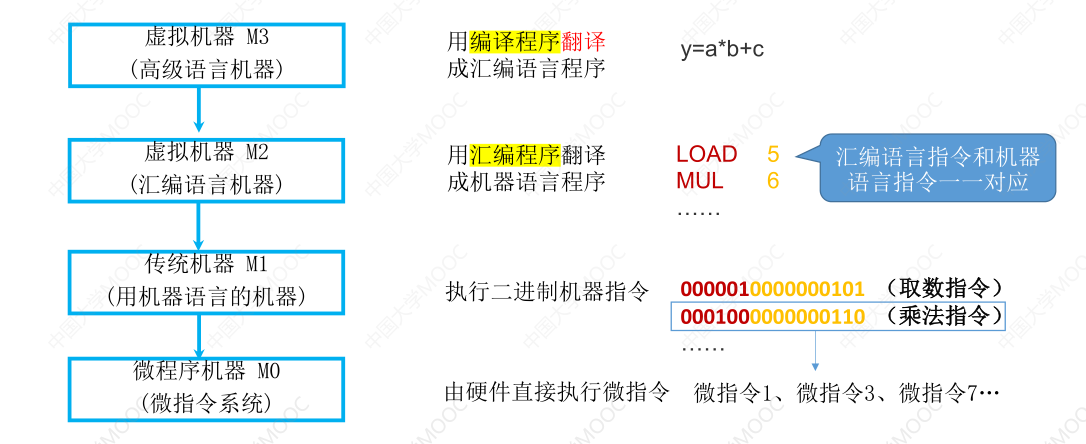 虚拟机器 M3
(高级语言机器)
用编译程序翻译
成汇编语言程序
y=a*b+c
虚拟机器 M2
(汇编语言机器)
用汇编程序翻译
成机器语言程序
LOAD 5
MUL 6
……
汇编语言指令和机器
语言指令一一对应
传统机器 M1
(用机器语言的机器)
执行二进制机器指令
000001 0000000101 （取数指令）
000100 0000000110 （乘法指令）
……
微程序机器 M0
(微指令系统)
由硬件直接执行微指令
微指令1、微指令3、微指令7…
中国大学MOOC